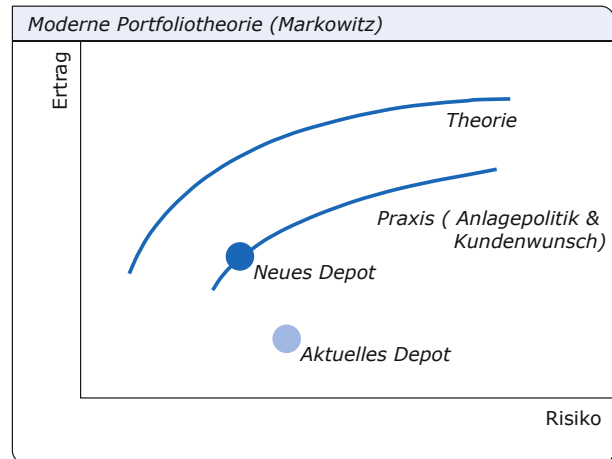 Moderne Portfoliotheorie (Markowitz)
Ertrag
Theorie
Praxis ( Anlagepolitik &
Kundenwunsch)
Neues Depot
Aktuelles Depot
Risiko